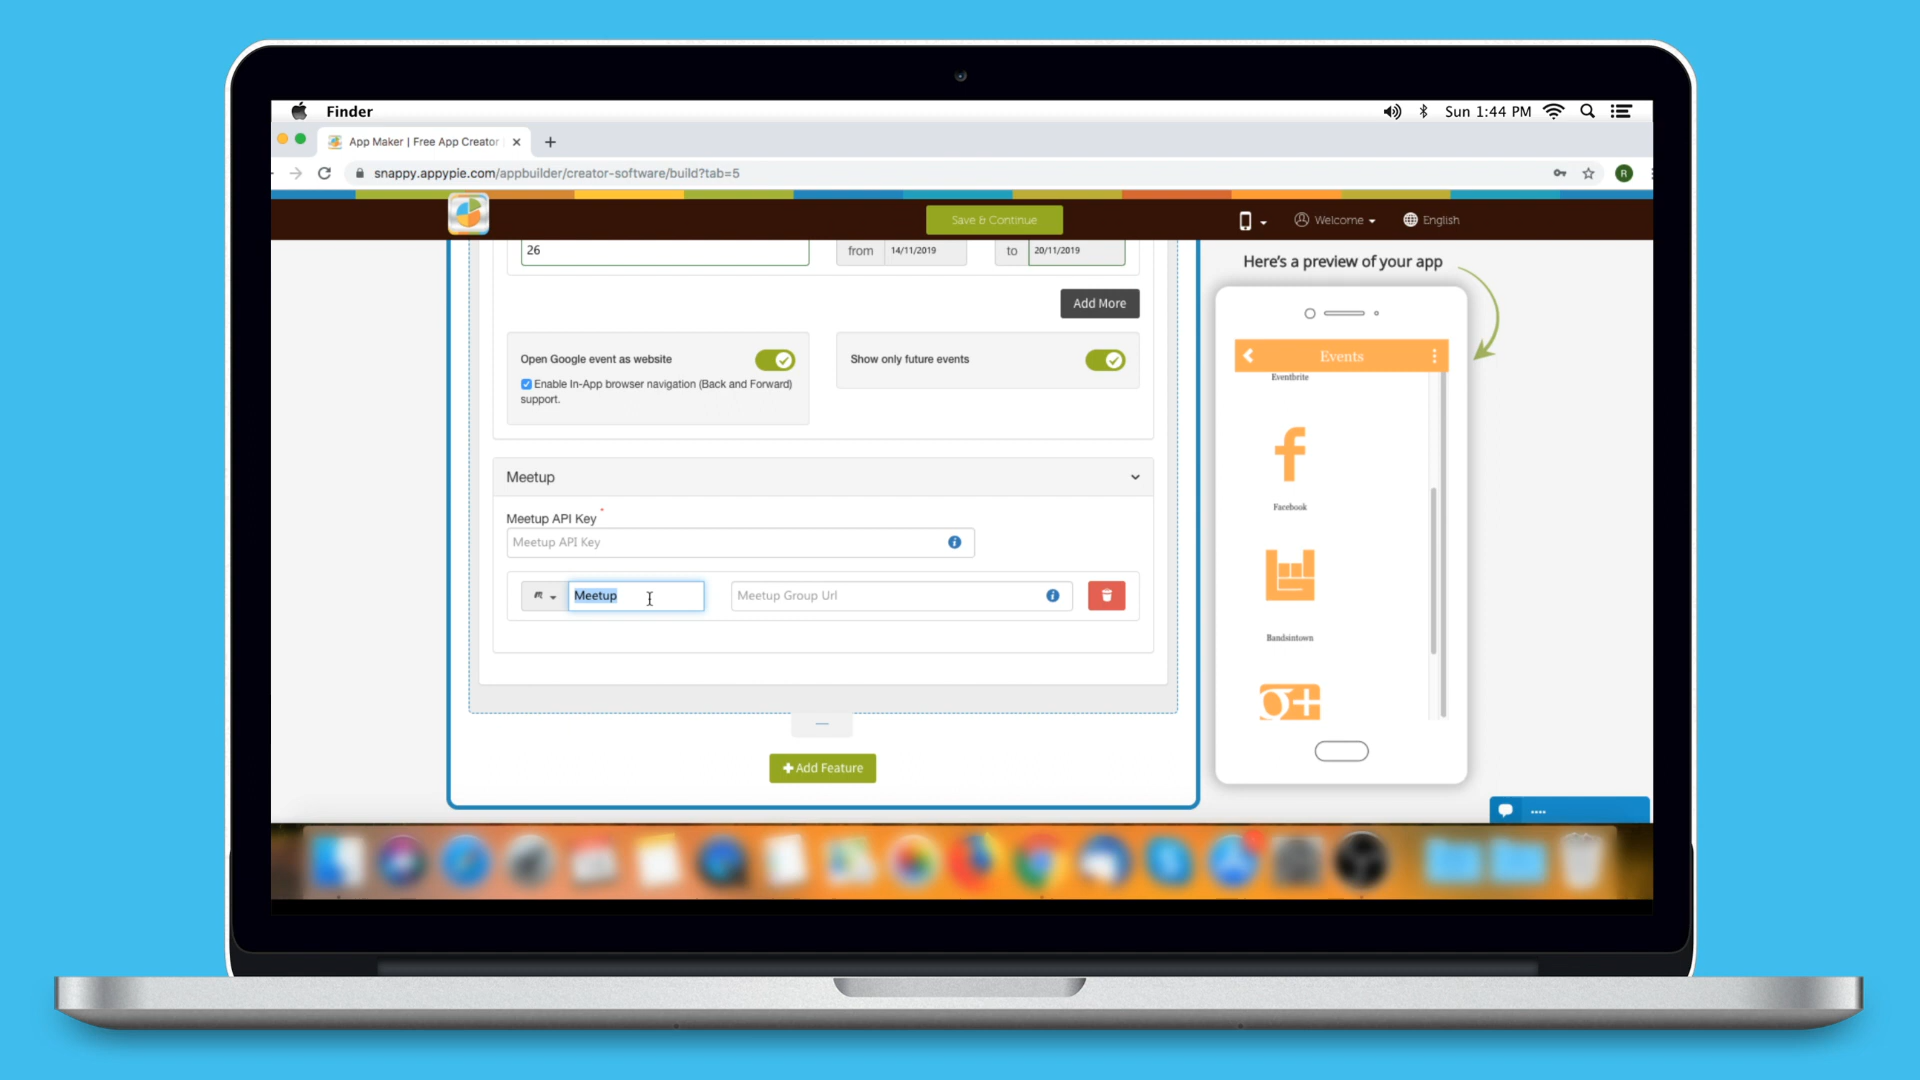 Finder
Sun 1:44 PM
App Maker | Free App Creator
snappy.appypie.com/appbuilder/creator-software/build?tab=5
R
Save & Continue
Welcome
English
26
from
14/11/2019
to
20/11/2019
Add More
Open Google event as website
Enable In-App browser navigation (Back and Forward)
support.
Show only future events
Meetup
Meetup API Key *
Meetup API Key
Meetup
Meetup Group Url
Add Feature
Here's a preview of your app
Events
Eventbrite
Facebook
Bandsintown